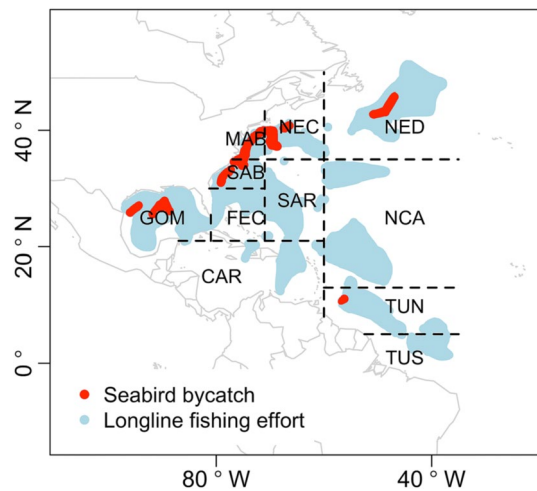 40° N
20° N
0°
80° W
40° W
MAB
NEC
NED
SAB
SAR
GOM
FEC
NCA
CAR
TUN
TUS
Seabird bycatch
Longline fishing effort